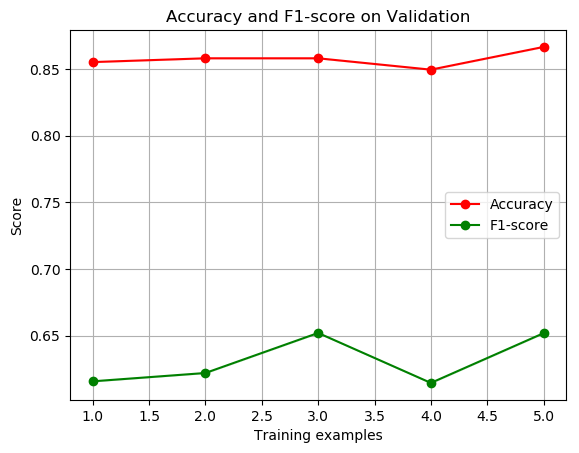 Accuracy and F1-score on Validation
Score
0.85
0.80
0.75
0.70
0.65
Accuracy
F1-score
1.0 1.5 2.0 2.5 3.0 3.5 4.0 4.5 5.0
Training examples